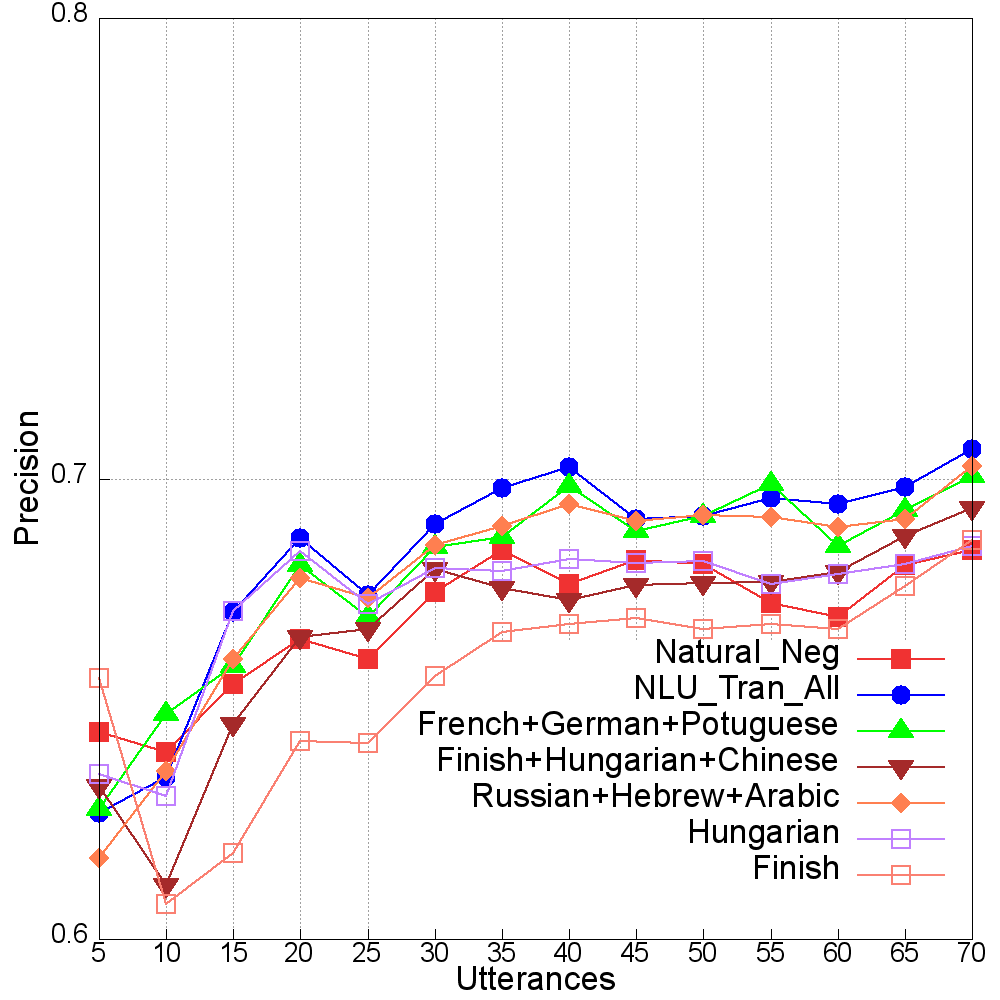 0.8
0.7
0.6
Precision
Natural_Neg
NLU_Tran_All
French+German+Potuguese
Finish+Hungarian+Chinese
Russian+Hebrew+Arabic
Hungarian
Finish
5 10 15 20 25 30 35 40 45 50 55 60 65 70
Utterances